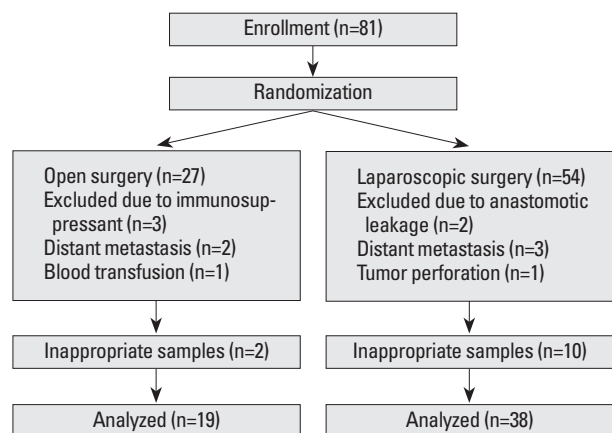 Enrollment (n=81)
Randomization
Open surgery (n=27)
Excluded due to immunosup-
pressant (n=3)
Distant metastasis (n=2)
Blood transfusion (n=1)
Laparoscopic surgery (n=54)
Excluded due to anastomotic
leakage (n=2)
Distant metastasis (n=3)
Tumor perforation (n=1)
Inappropriate samples (n=2)
Inappropriate samples (n=10)
Analyzed (n=19)
Analyzed (n=38)